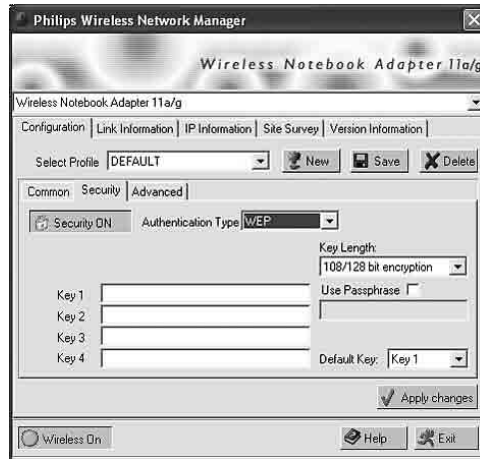 Philips Wireless Network Manager
Wireless Notebook Adapter 11a/g
Wireless Notebook Adapter 11a/g
Configuration Link Information IP Information Site Survey Version Information
Select Profile DEFAULT New Save Delete
Common Security Advanced
Security ON Authentication Type WEP
Key Length:
108/128 bit encryption
Key 1 Use Passphrase
Key 2
Key 3
Key 4 Default Key: Key 1
Apply changes
Wireless On Help Exit